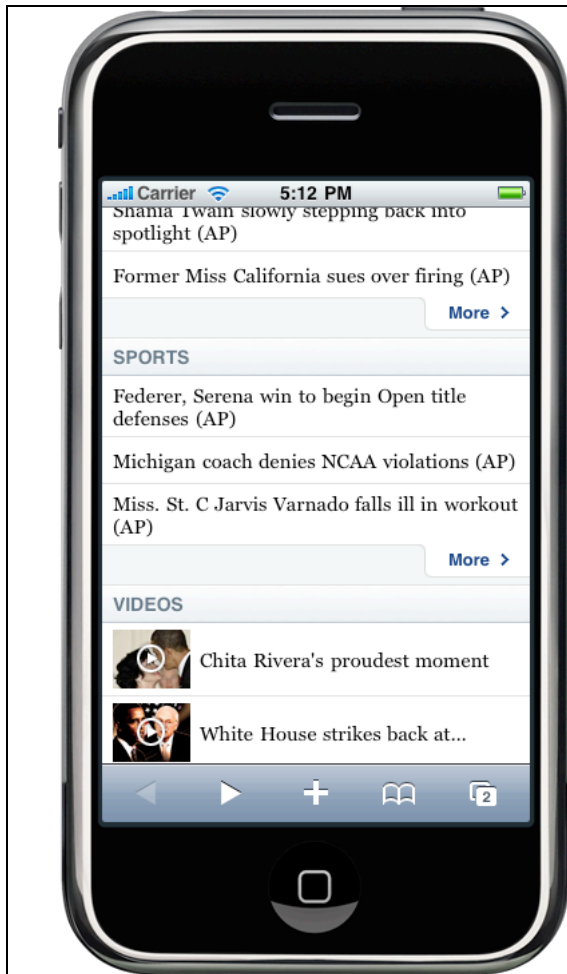 Carrier 5:12 PM
Shania Twain slowly stepping back into
spotlight (AP)
Former Miss California sues over firing (AP)
More >
SPORTS
Federer, Serena win to begin Open title
defenses (AP)
Michigan coach denies NCAA violations (AP)
Miss. St. C Jarvis Varnado falls ill in workout
(AP)
More >
VIDEOS
Chita Rivera's proudest moment
White House strikes back at...
2